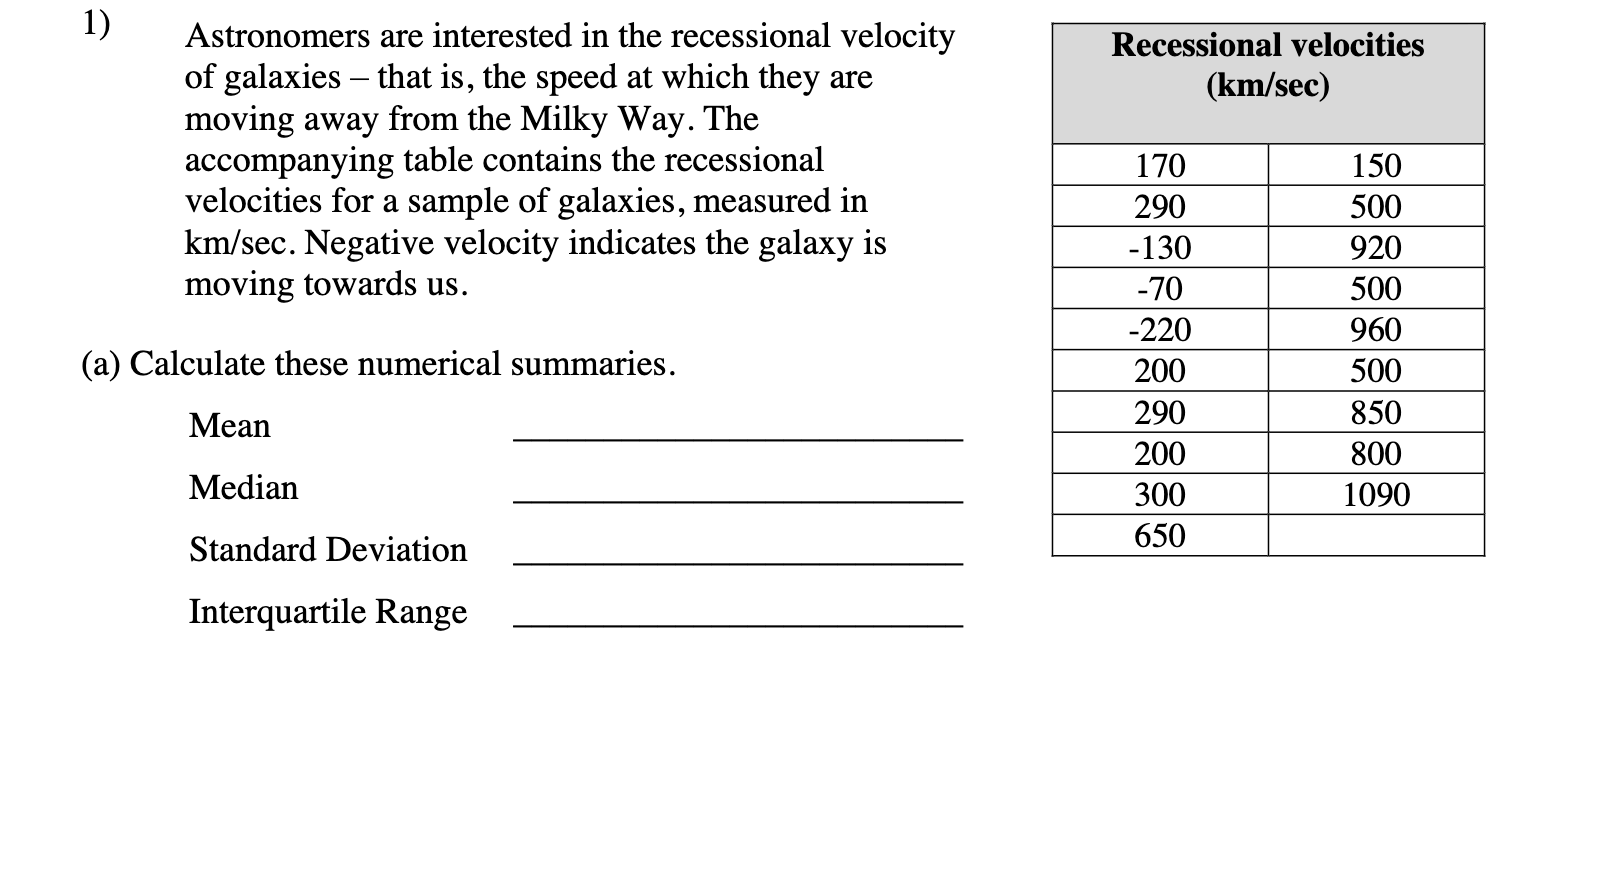 1)
Astronomers are interested in the recessional velocity
of galaxies – that is, the speed at which they are
moving away from the Milky Way. The
accompanying table contains the recessional
velocities for a sample of galaxies, measured in
km/sec. Negative velocity indicates the galaxy is
moving towards us.
(a) Calculate these numerical summaries.
Mean
Median
Standard Deviation
Interquartile Range
Recessional velocities
(km/sec)
170 150
290 500
-130 920
-70 500
-220 960
200 500
290 850
200 800
300 1090
650